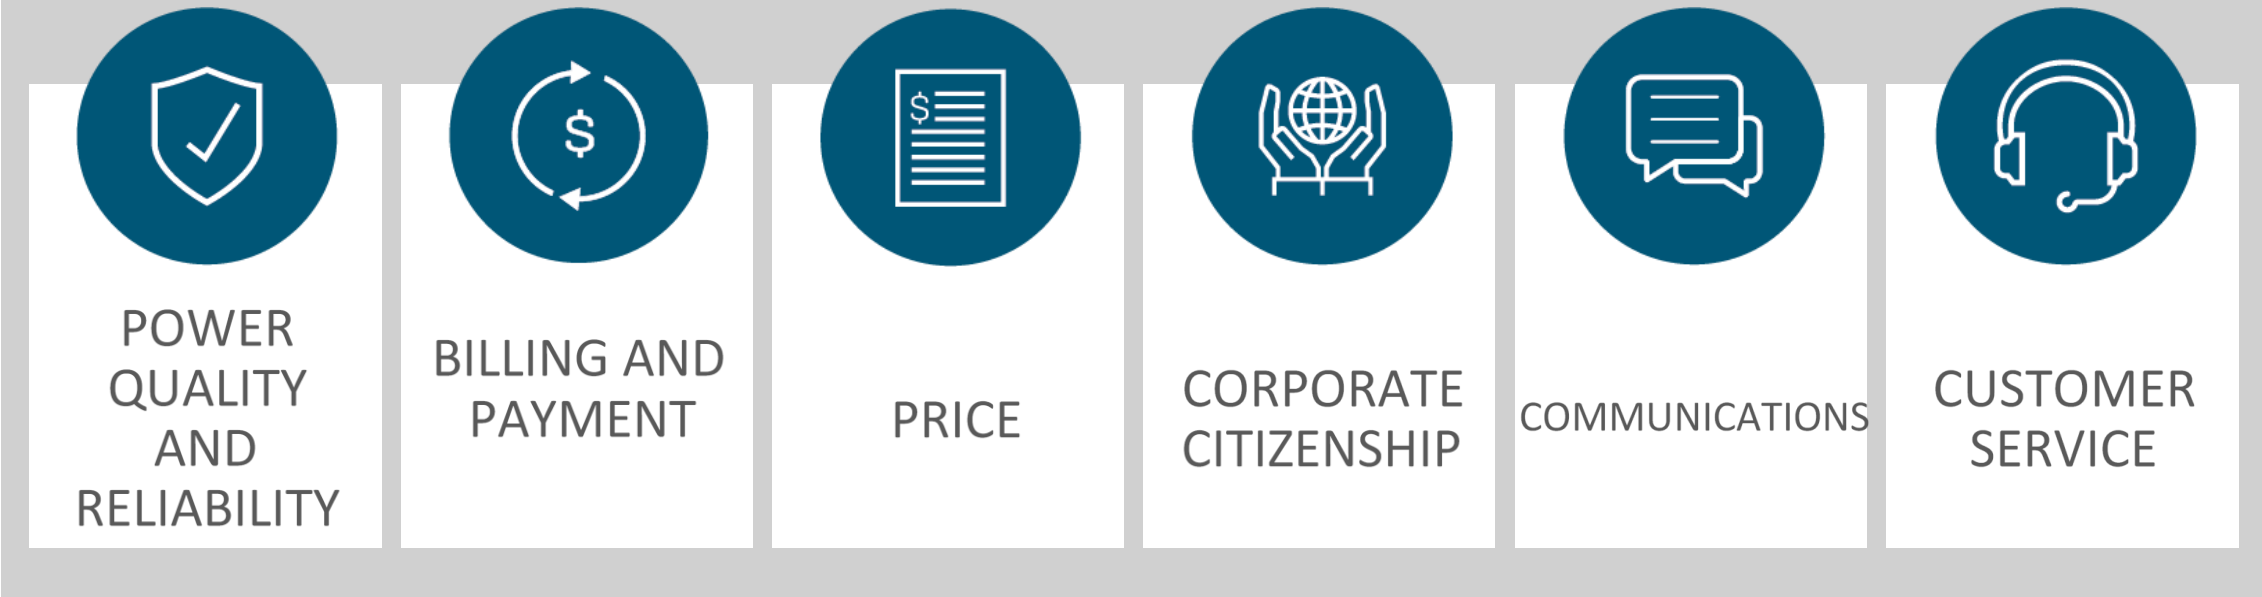 $
$
POWER
QUALITY
AND
RELIABILITY
BILLING AND
PAYMENT
PRICE
CORPORATE
CITIZENSHIP
COMMUNICATIONS
CUSTOMER
SERVICE